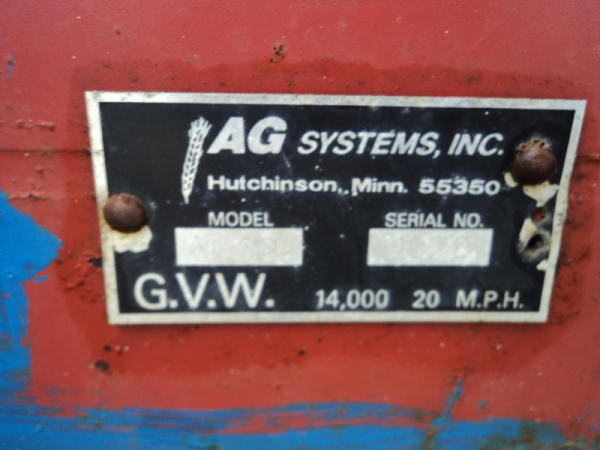 AG SYSTEMS, INC.
Hutchinson, Minn. 55350
MODEL SERIAL NO.
G.V.W. 14,000 20 M.P.H.